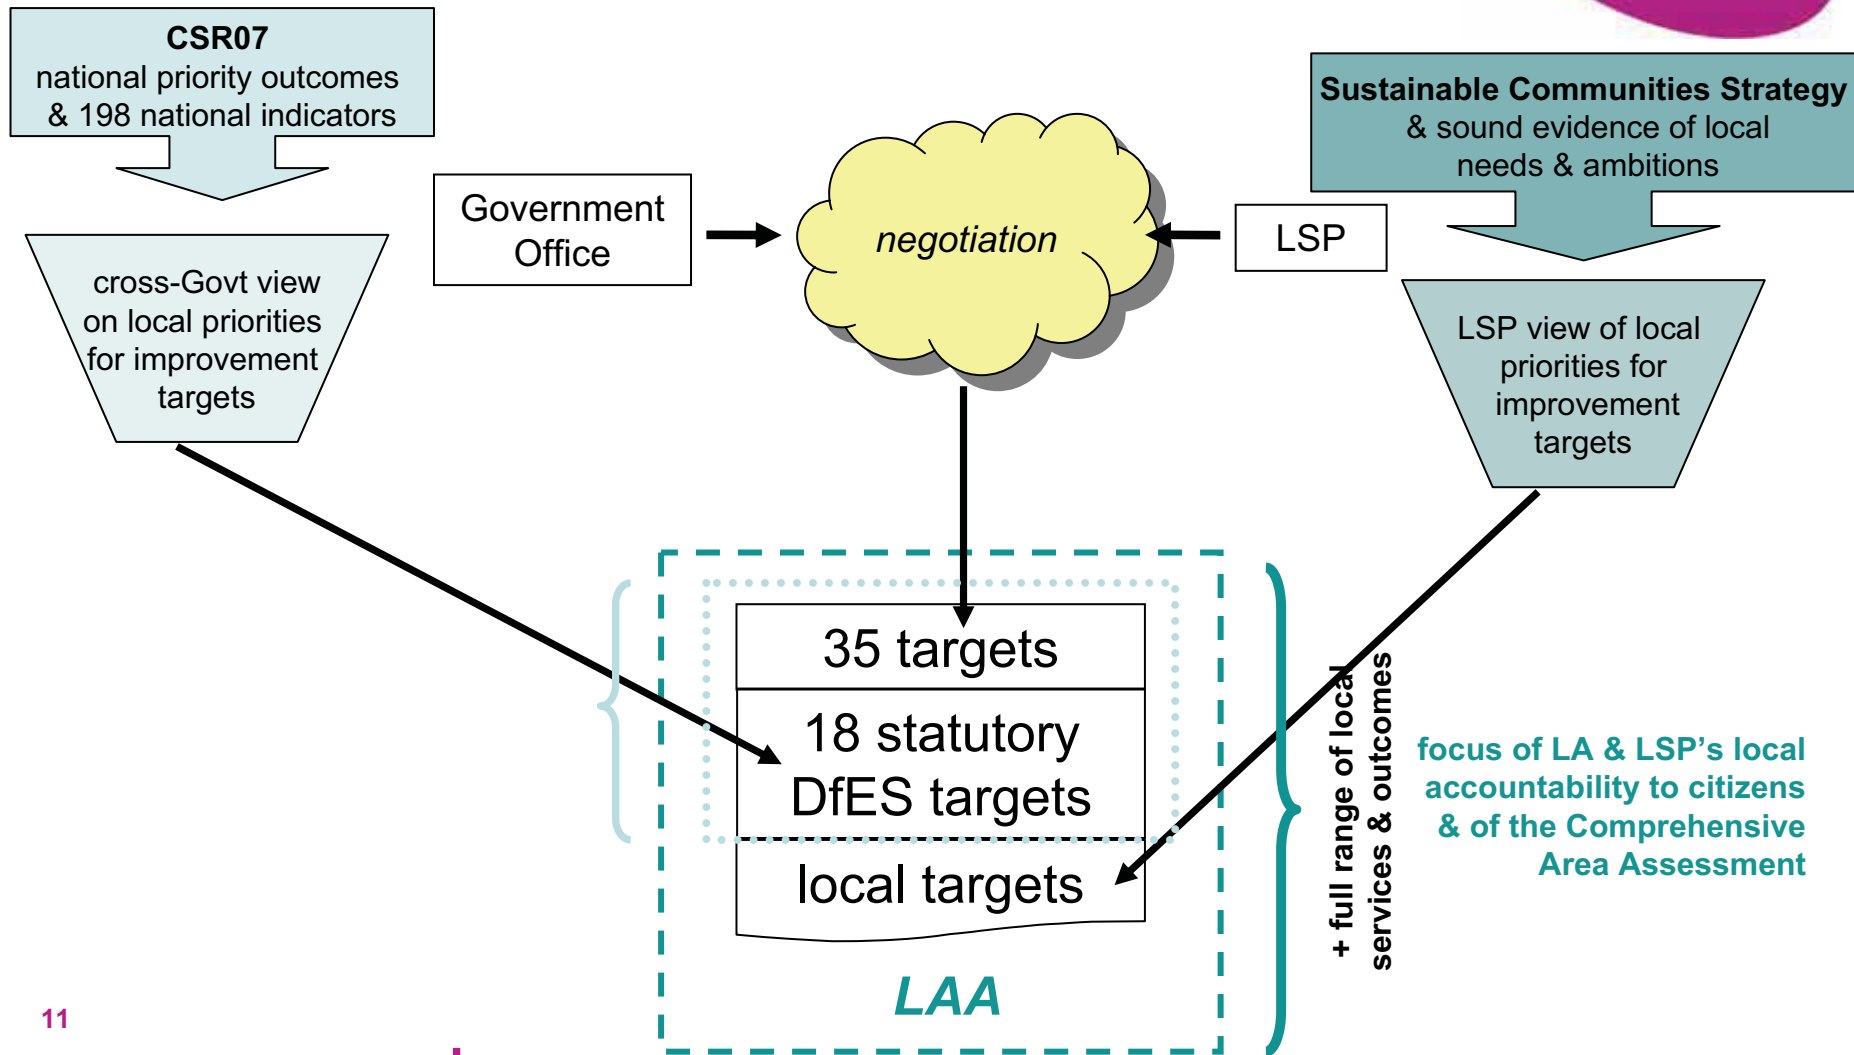 CSR07
national priority outcomes
& 198 national indicators
Sustainable Communities Strategy
& sound evidence of local
needs & ambitions
Government
Office
negotiation
LSP
cross-Govt view
on local priorities
for improvement
targets
LSP view of local
priorities for
improvement
targets
35 targets
18 statutory
DfES targets
local targets
LAA
+ full range of local
services & outcomes
focus of LA & LSP’s local
accountability to citizens
& of the Comprehensive
Area Assessment
11